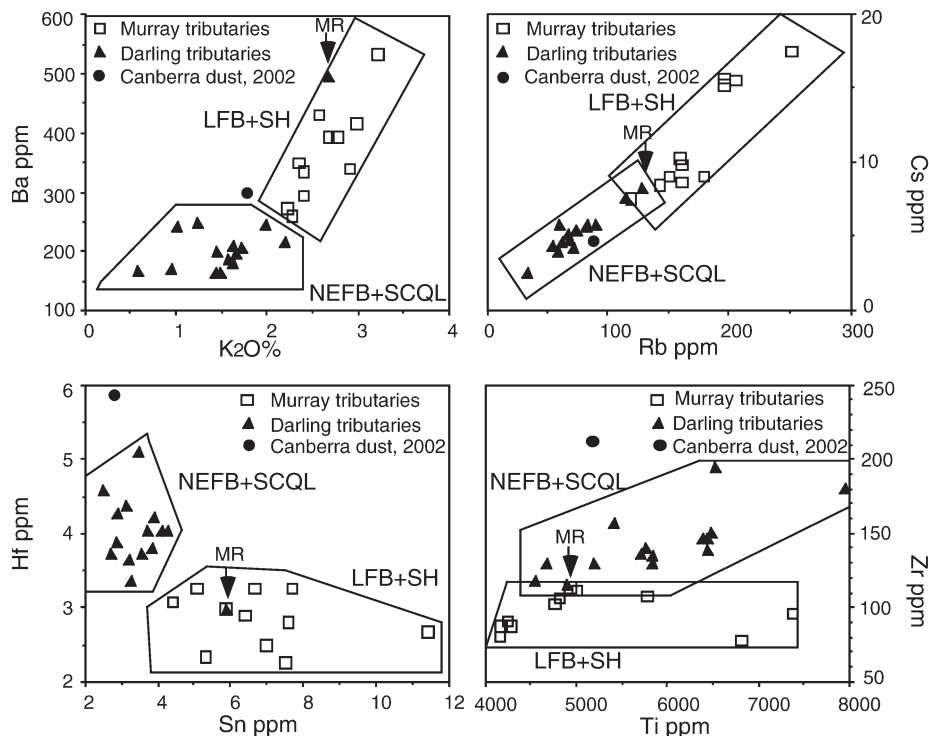 600
500
400
300
200
100
Ba ppm
Murray tributaries
Darling tributaries
Canberra dust, 2002
MR
LFB+SH
NEFB+SCQL
0
1
2
3
4
K2O%
Murray tributaries
Darling tributaries
Canberra dust, 2002
LFB+SH
MR
NEFB+SCQL
20
10
0
Cs ppm
0
100
200
300
Rb ppm
6
5
4
3
2
Hf ppm
Murray tributaries
Darling tributaries
Canberra dust, 2002
NEFB+SCQL
MR
LFB+SH
2
4
6
8
10
12
Sn ppm
Murray tributaries
Darling tributaries
Canberra dust, 2002
NEFB+SCQL
MR
LFB+SH
250
200
150
100
50
Zr ppm
4000
5000
6000
7000
8000
Ti ppm